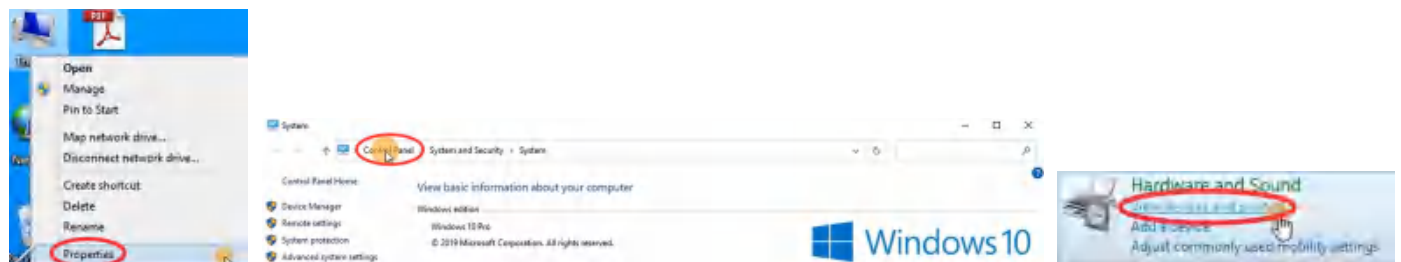 PDF
Open
Manage
Pin to Start
Map network drive...
Disconnect network drive...
Create shortcut
Delete
Rename
Properties
System
Control Panel System and Security › System
Control Panel Home
Device Manager
Remote settings
System protection
Advanced system settings
View basic information about your computer
Windows edition
Windows 10 Pro
© 2019 Microsoft Corporation. All rights reserved.
Windows 10
Hardware and Sound
Add a device
Adjust commonly used mobility settings